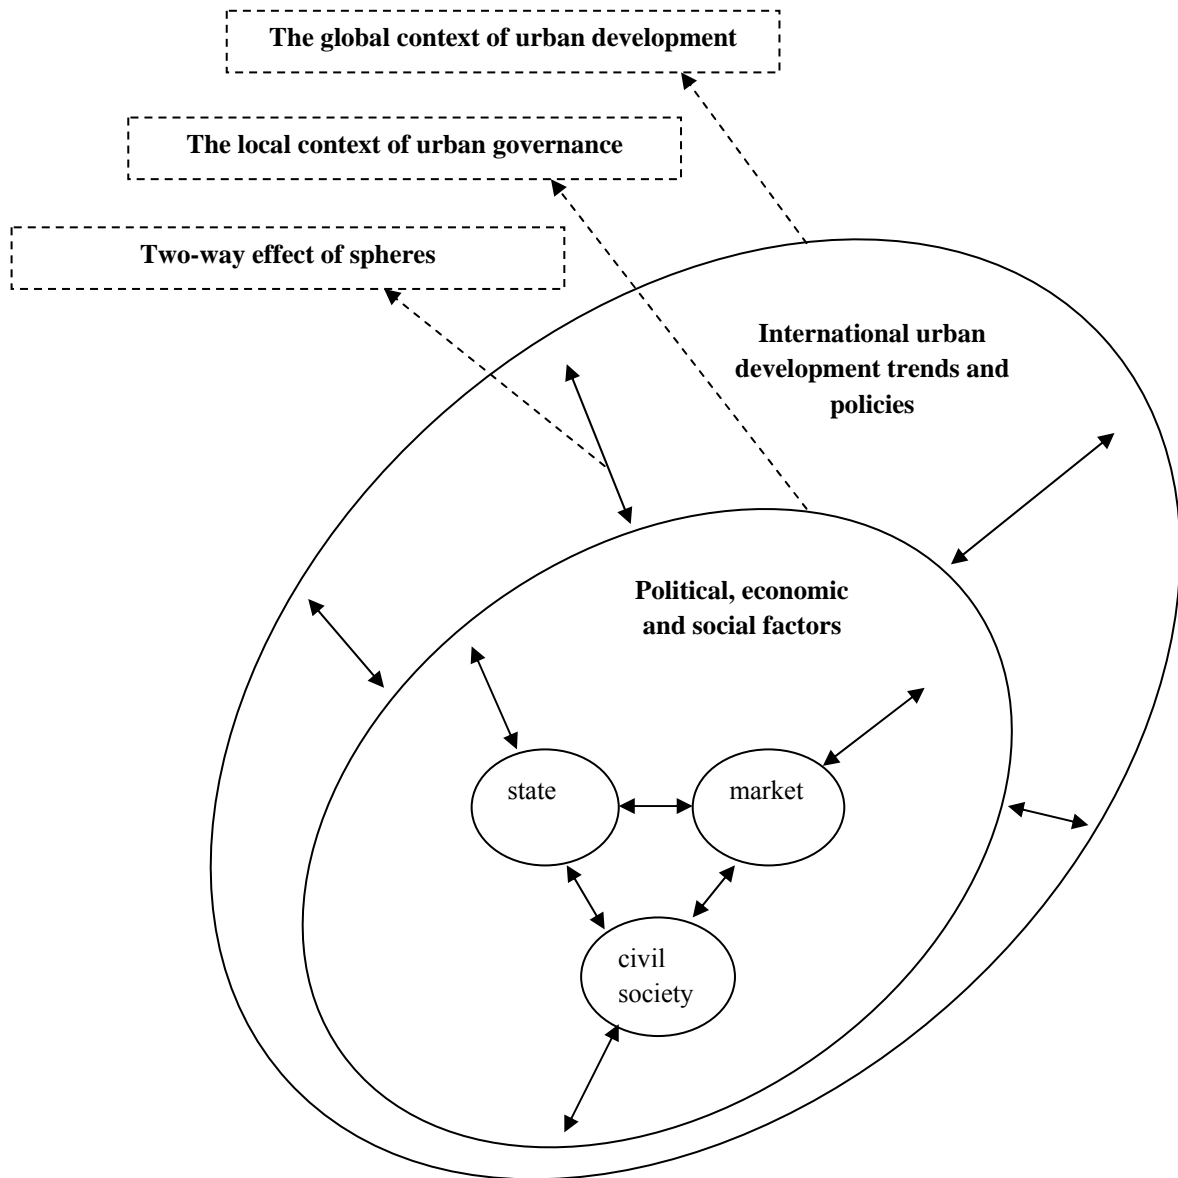 The global context of urban development
The local context of urban governance
Two-way effect of spheres
International urban
development trends and
policies
Political, economic
and social factors
state
market
civil
society